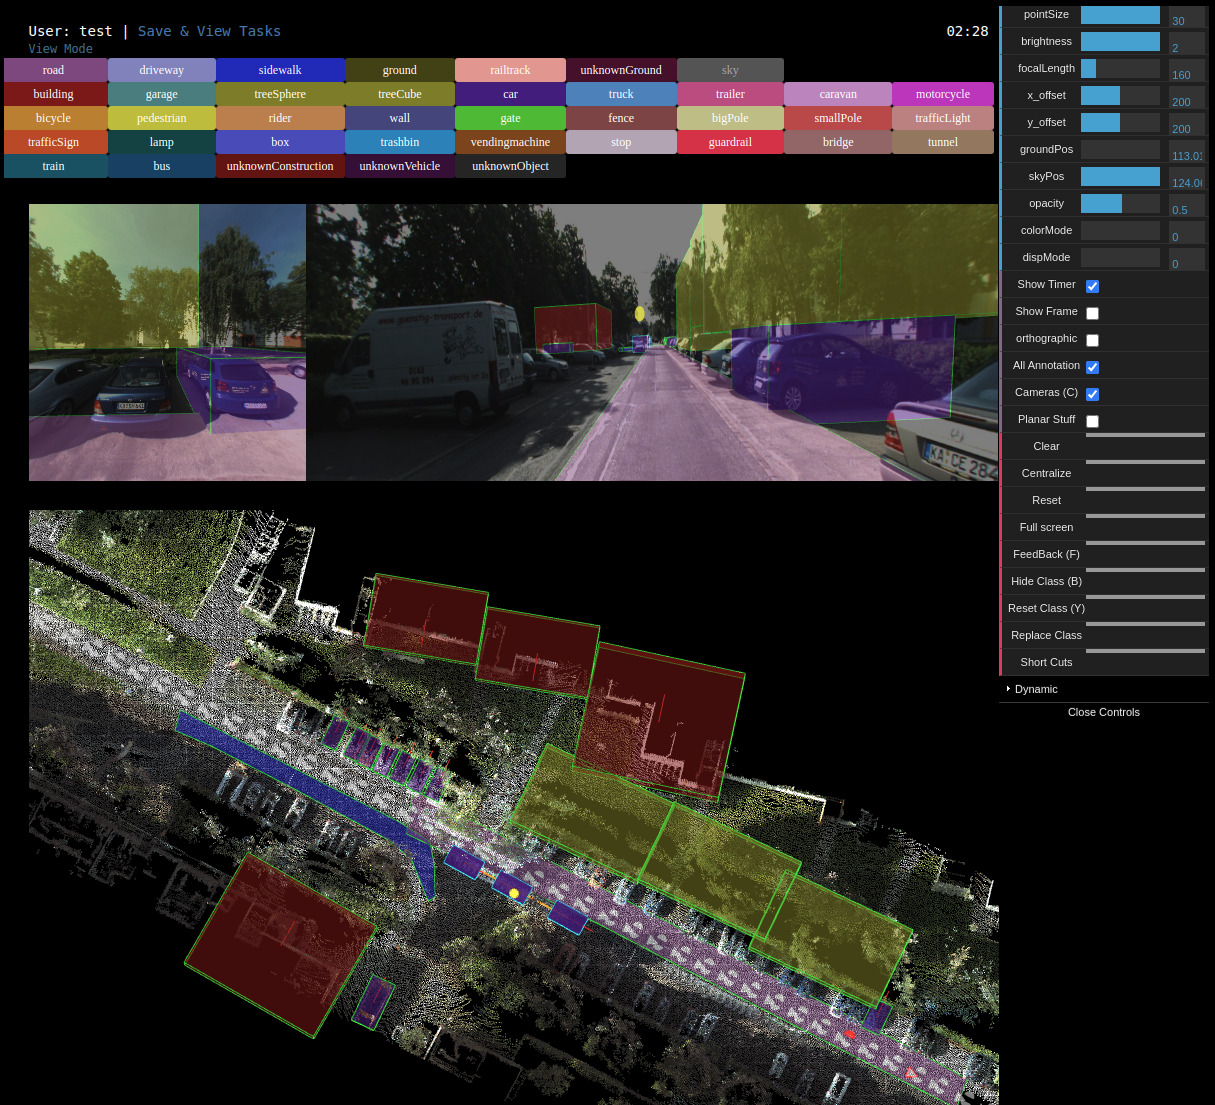 User: test | Save & View Tasks
02:28
View Mode
road driveway sidewalk ground railtrack unknownGround sky
building garage treeSphere treeCube car truck trailer caravan motorcycle
bicycle pedestrian rider wall gate fence bigPole smallPole trafficLight
trafficSign lamp box trashbin vendingmachine stop guardrail bridge tunnel
train bus unknownConstruction unknownVehicle unknownObject
www.guenstig-transport.de
KA CE 284
pointSize 30
brightness 2
focalLength 160
x_offset 200
y_offset 200
groundPos 113.01
skyPos 124.06
opacity 0.5
colorMode 0
dispMode 0
Show Timer
Show Frame
orthographic
All Annotation
Cameras (C)
Planar Stuff
Clear
Centralize
Reset
Full screen
FeedBack (F)
Hide Class (B)
Reset Class (Y)
Replace Class
Short Cuts
Dynamic
Close Controls